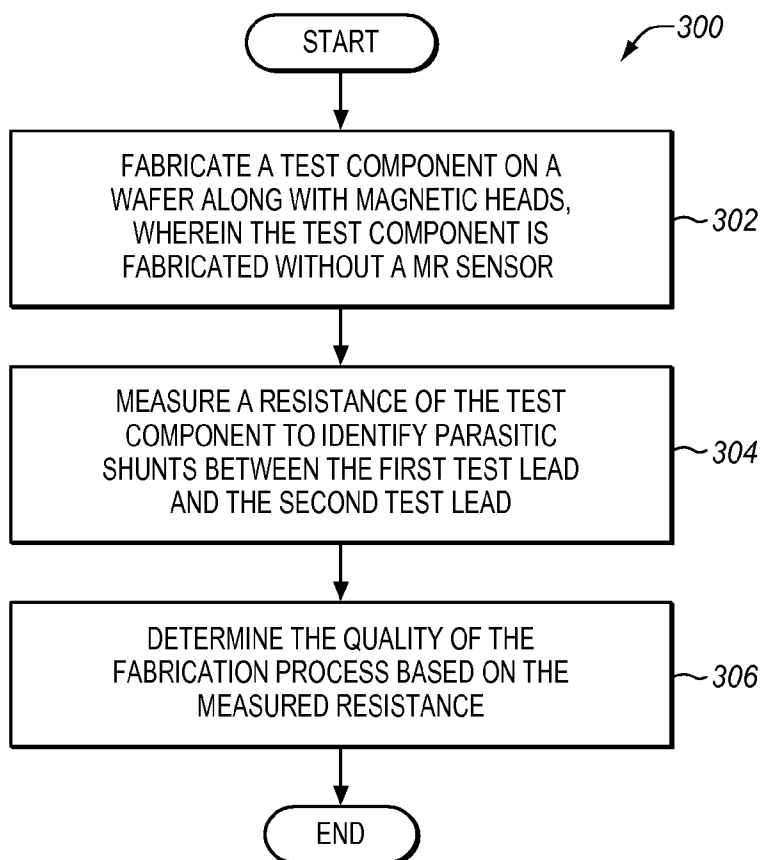 START
300
FABRICATE A TEST COMPONENT ON A
WAFER ALONG WITH MAGNETIC HEADS,
WHEREIN THE TEST COMPONENT IS
FABRICATED WITHOUT A MR SENSOR
302
MEASURE A RESISTANCE OF THE TEST
COMPONENT TO IDENTIFY PARASITIC
SHUNTS BETWEEN THE FIRST TEST LEAD
AND THE SECOND TEST LEAD
304
DETERMINE THE QUALITY OF THE
FABRICATION PROCESS BASED ON THE
MEASURED RESISTANCE
306
END